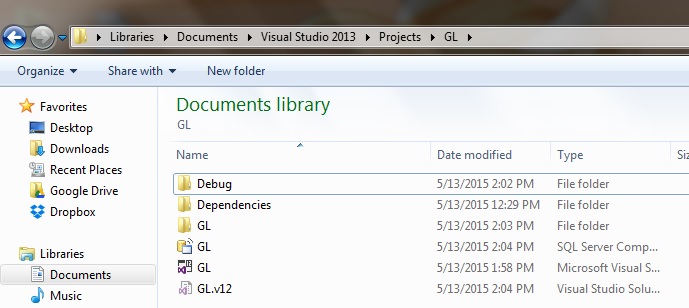 Libraries Documents Visual Studio 2013 Projects GL
Organize Share with New folder
Favorites
Desktop
Downloads
Recent Places
Google Drive
Dropbox
Libraries
Documents
Music
Documents library
GL
Name Date modified Type Siz
Debug 5/13/2015 2:02 PM File folder
Dependencies 5/13/2015 12:29 PM File folder
GL 5/13/2015 2:03 PM File folder
GL 5/13/2015 2:04 PM SQL Server Comp...
GL 5/13/2015 1:58 PM Microsoft Visual S...
GL.v12 5/13/2015 2:04 PM Visual Studio Solu...